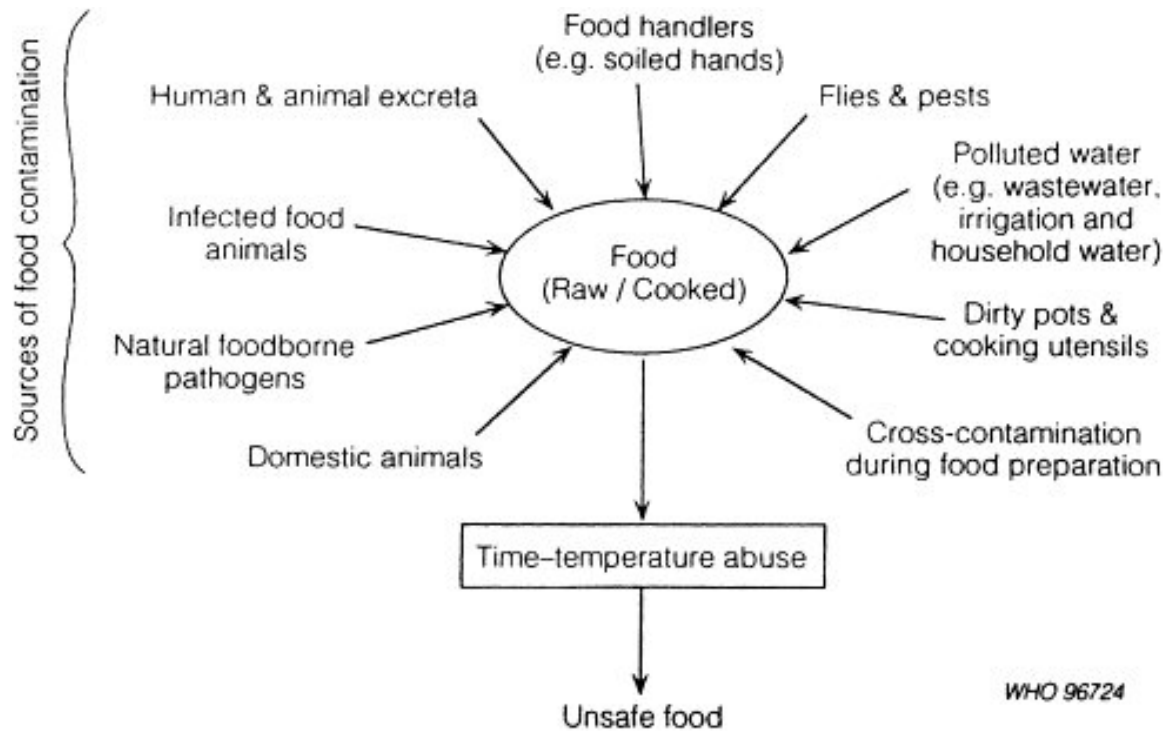 Sources of food contamination
Food handlers
(e.g. soiled hands)
Human & animal excreta
Flies & pests
Polluted water
(e.g. wastewater,
irrigation and
household water)
Infected food
animals
Food
(Raw / Cooked)
Dirty pots &
cooking utensils
Natural foodborne
pathogens
Domestic animals
Cross-contamination
during food preparation
Time–temperature abuse
Unsafe food
WHO 96724